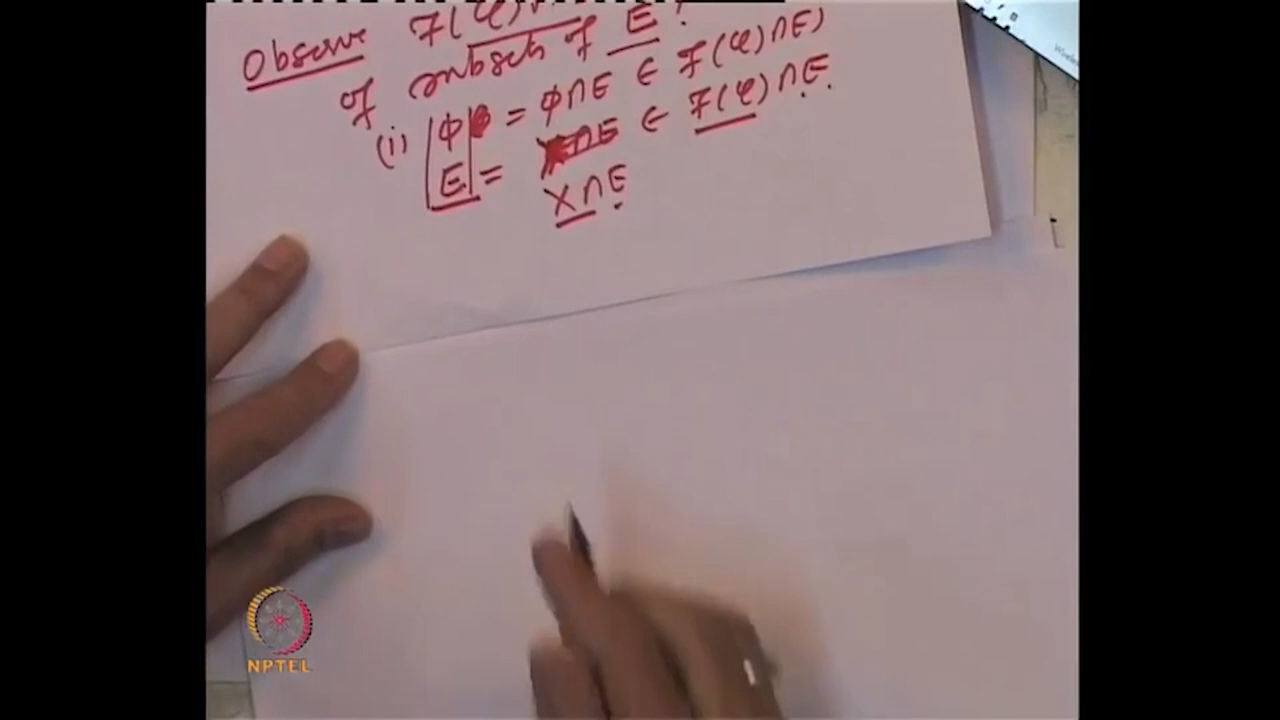 Observe F(C) ∩
of subsets of E !
(i) φ = φ∩E ∈ F(C)∩E)
E = X∩E ∈ F(C)∩E.
X∩E
NPTEL